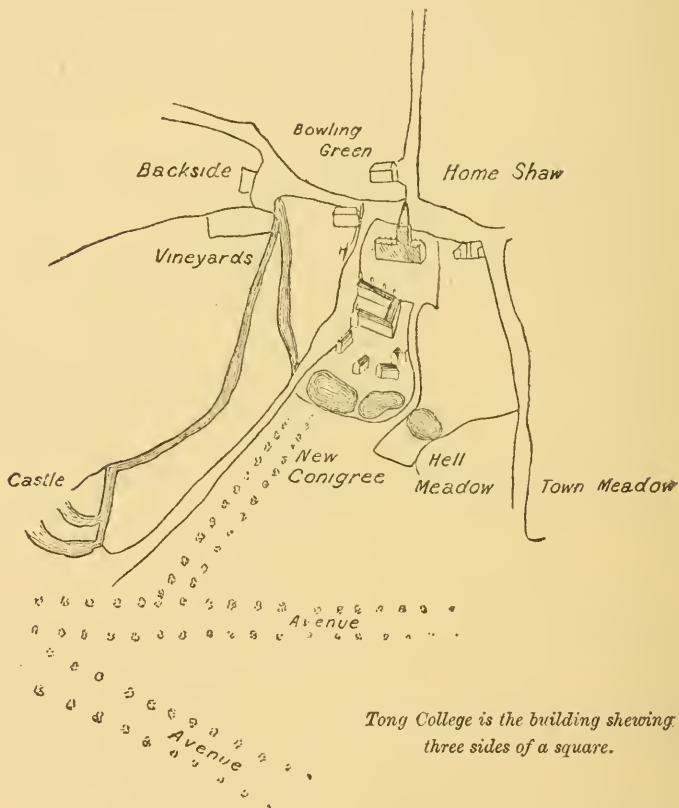 Bowling
Green
Backside
Home Shaw
Vineyards
New
Conigree
Hell
Meadow
Castle
Town Meadow
Avenue
Avenue
Tong College is the building shewing
three sides of a square.